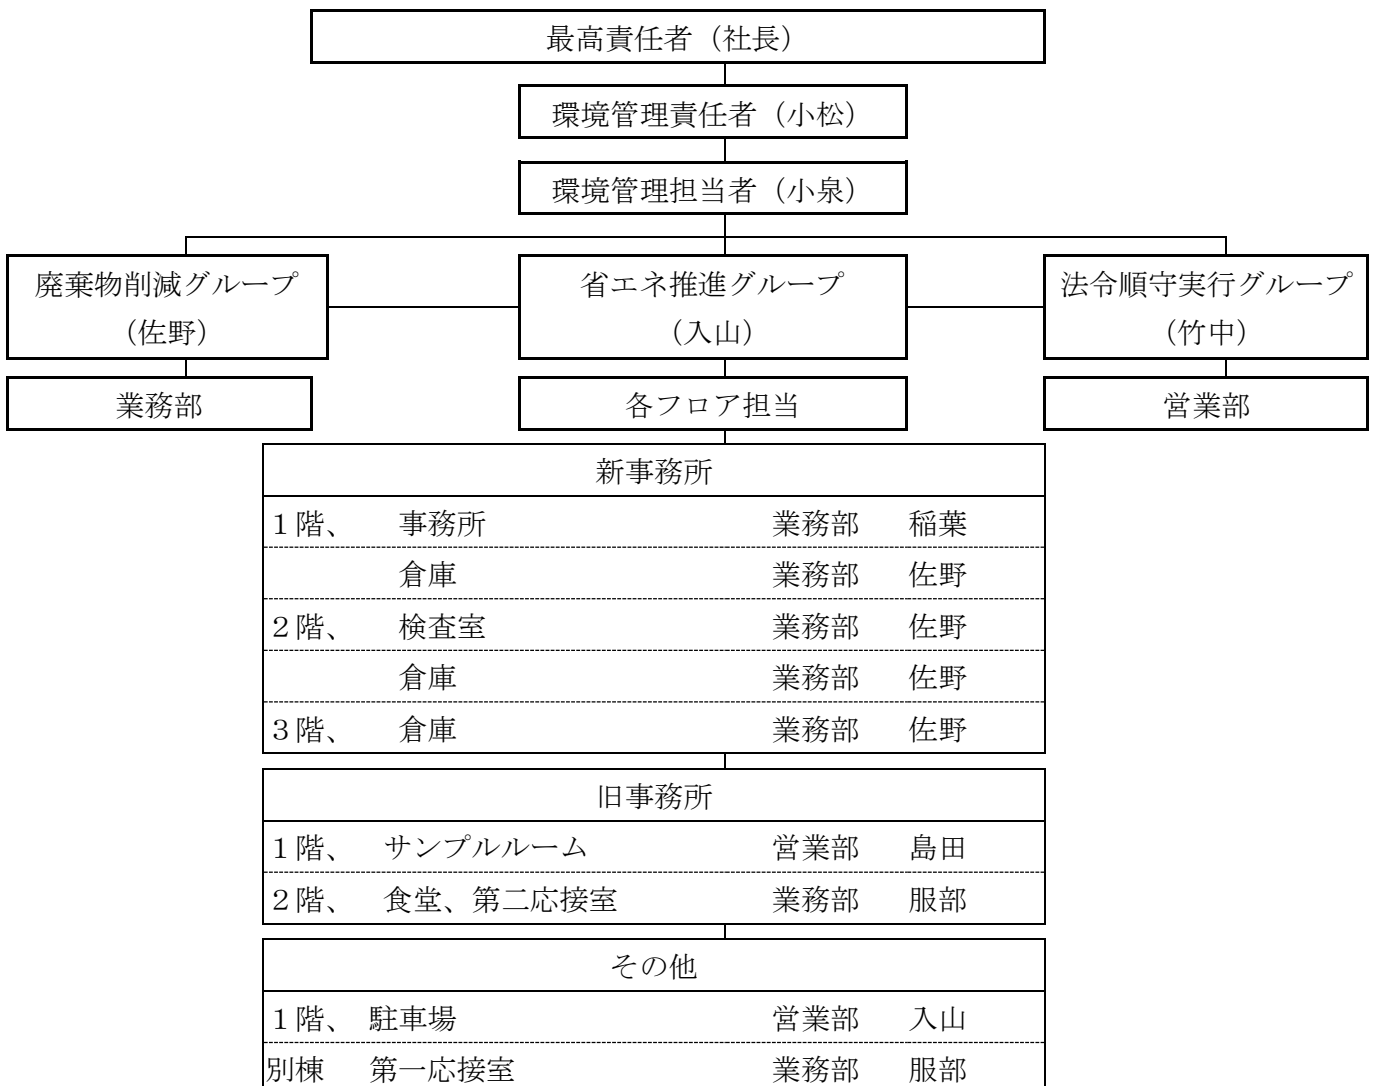 最高責任者（社長）
環境管理責任者（小松）
環境管理担当者（小泉）
廃棄物削減グループ
（佐野）
省エネ推進グループ
（入山）
法令順守実行グループ
（竹中）
業務部
各フロア担当
営業部
新事務所
１階、 事務所 業務部 稲葉
倉庫 業務部 佐野
２階、 検査室 業務部 佐野
倉庫 業務部 佐野
３階、 倉庫 業務部 佐野
旧事務所
１階、 サンプルルーム 営業部 島田
２階、 食堂、第二応接室 業務部 服部
その他
１階、 駐車場 営業部 入山
別棟 第一応接室 業務部 服部